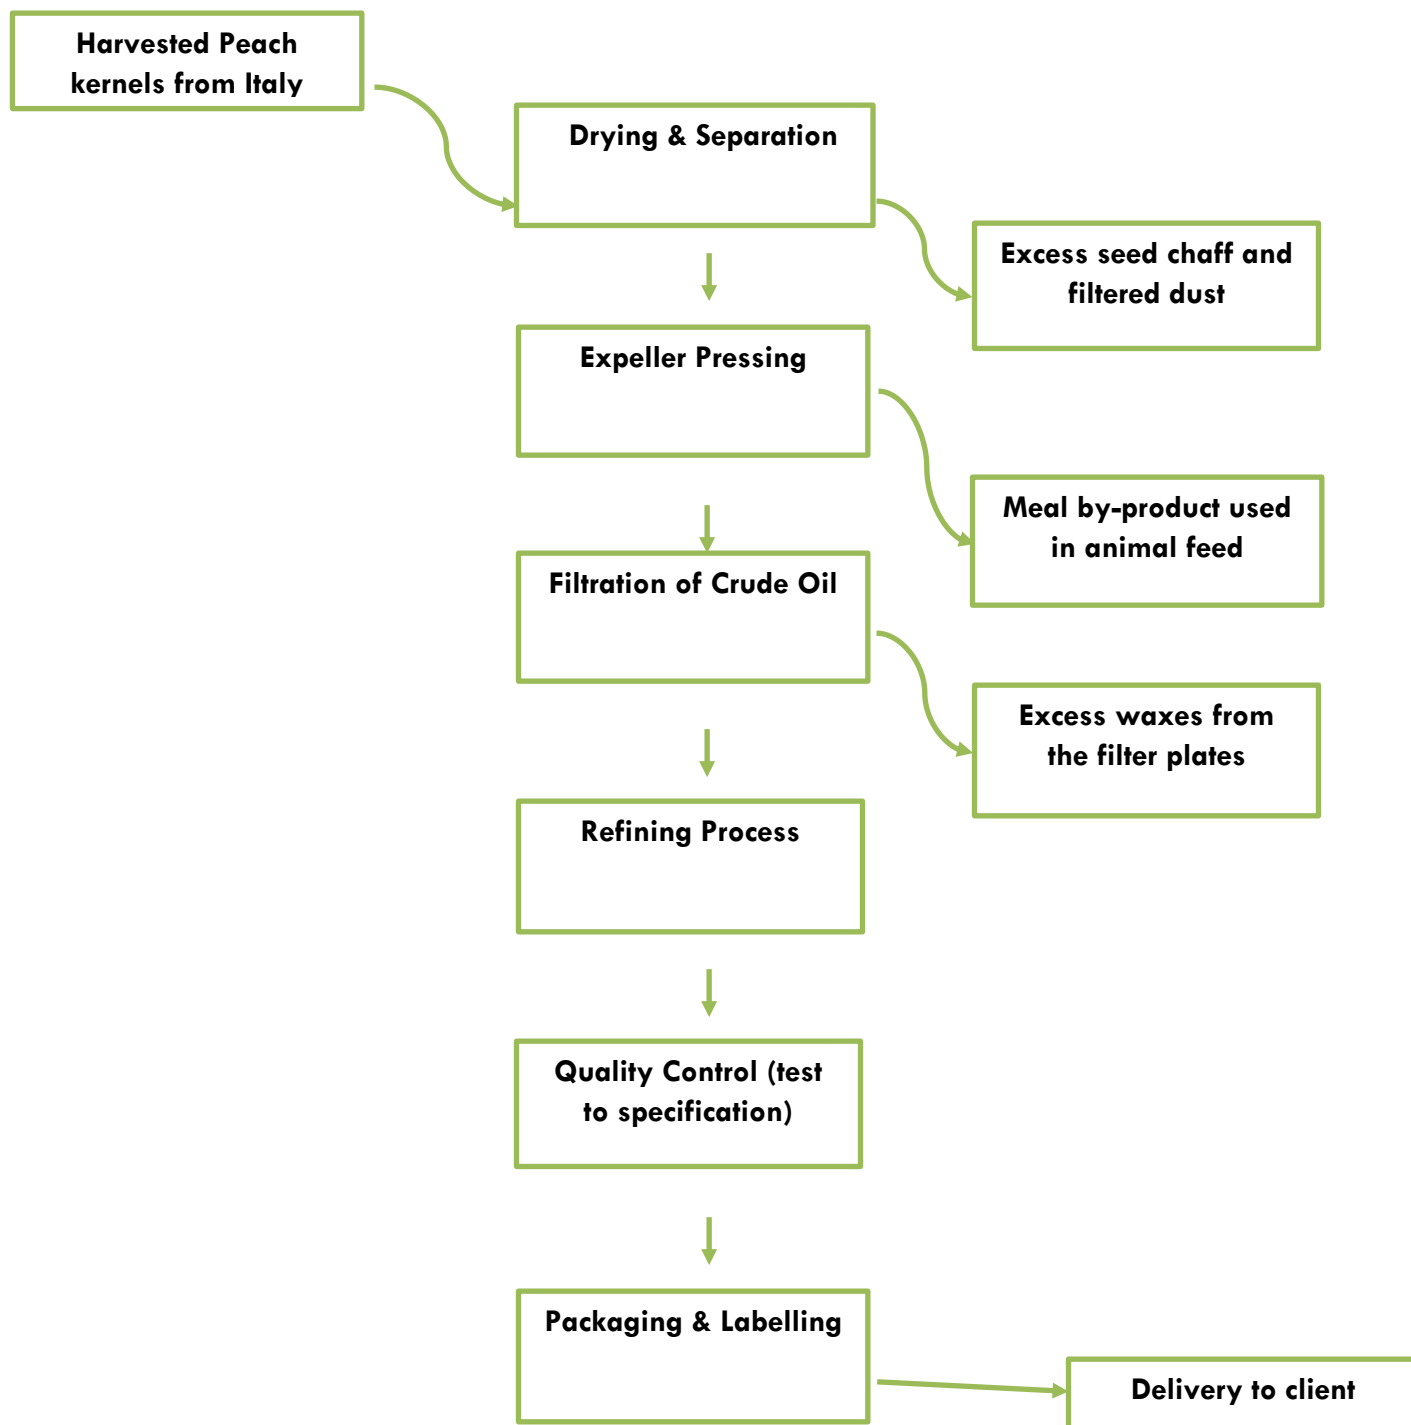 Harvested Peach
kernels from Italy
Drying & Separation
Excess seed chaff and
filtered dust
Expeller Pressing
Meal by-product used
in animal feed
Filtration of Crude Oil
Excess waxes from
the filter plates
Refining Process
Quality Control (test
to specification)
Packaging & Labelling
Delivery to client